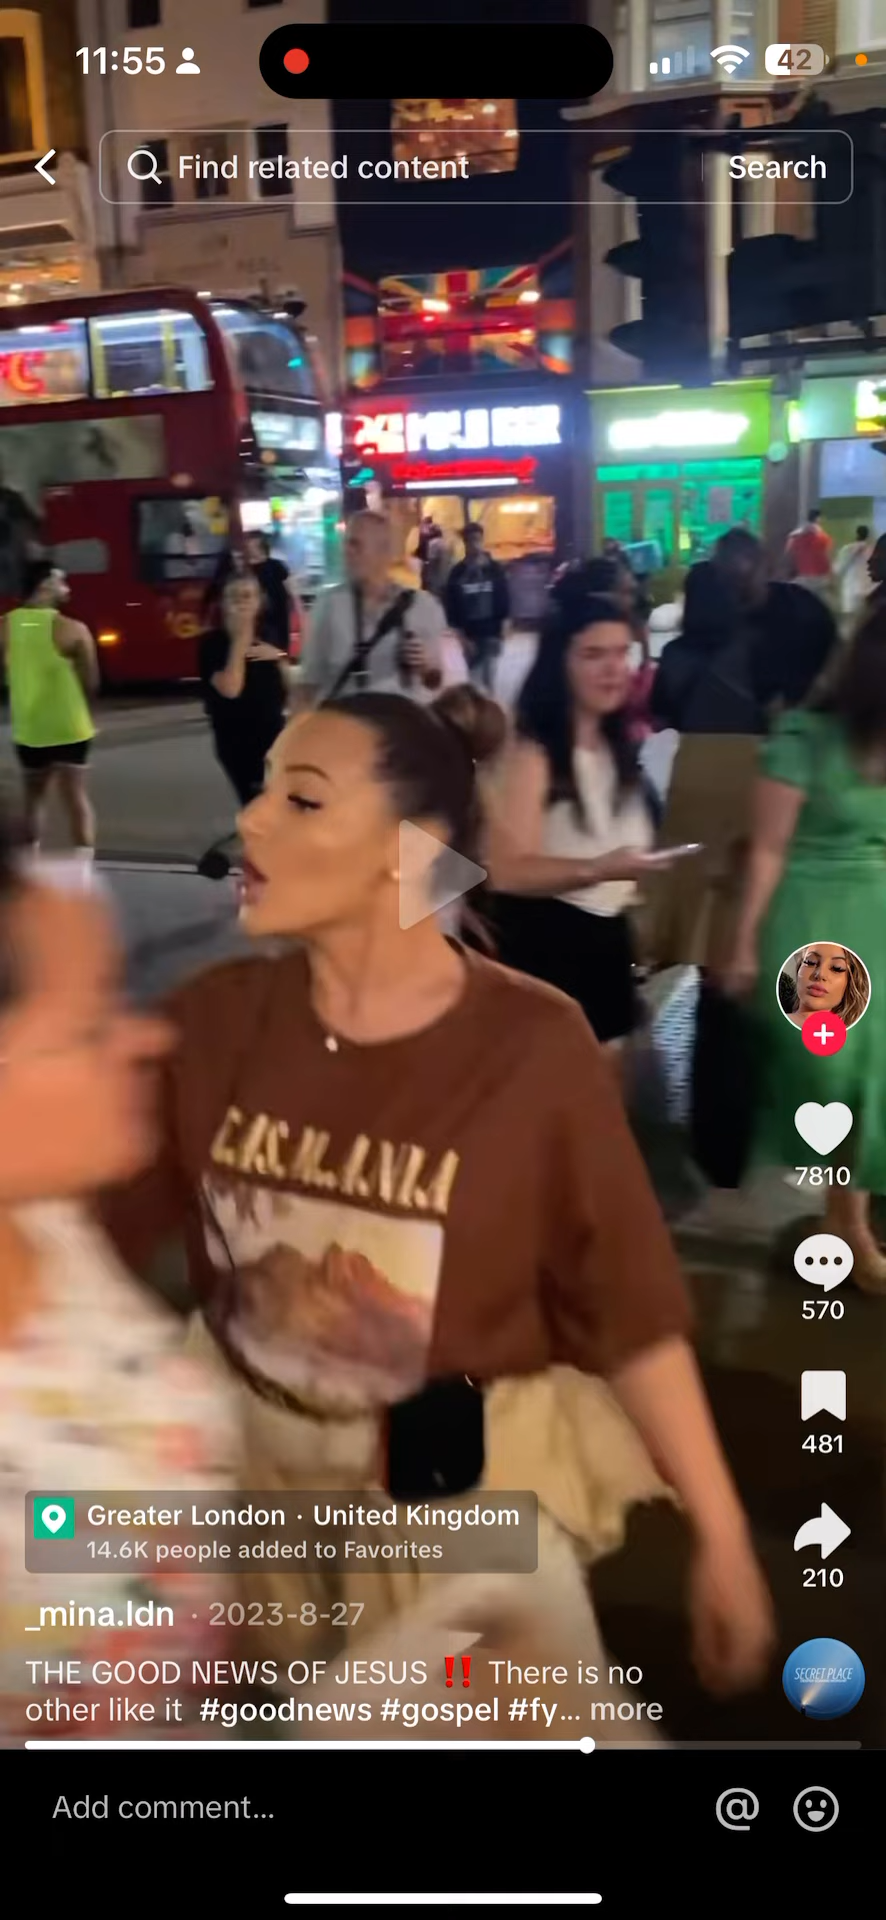 11:55
42
Find related content
Search
7810
570
481
Greater London · United Kingdom
14.6K people added to Favorites
210
_mina.ldn · 2023-8-27
THE GOOD NEWS OF JESUS ‼️ There is no
other like it #goodnews #gospel #fy... more
SECRET PLACE
Add comment...